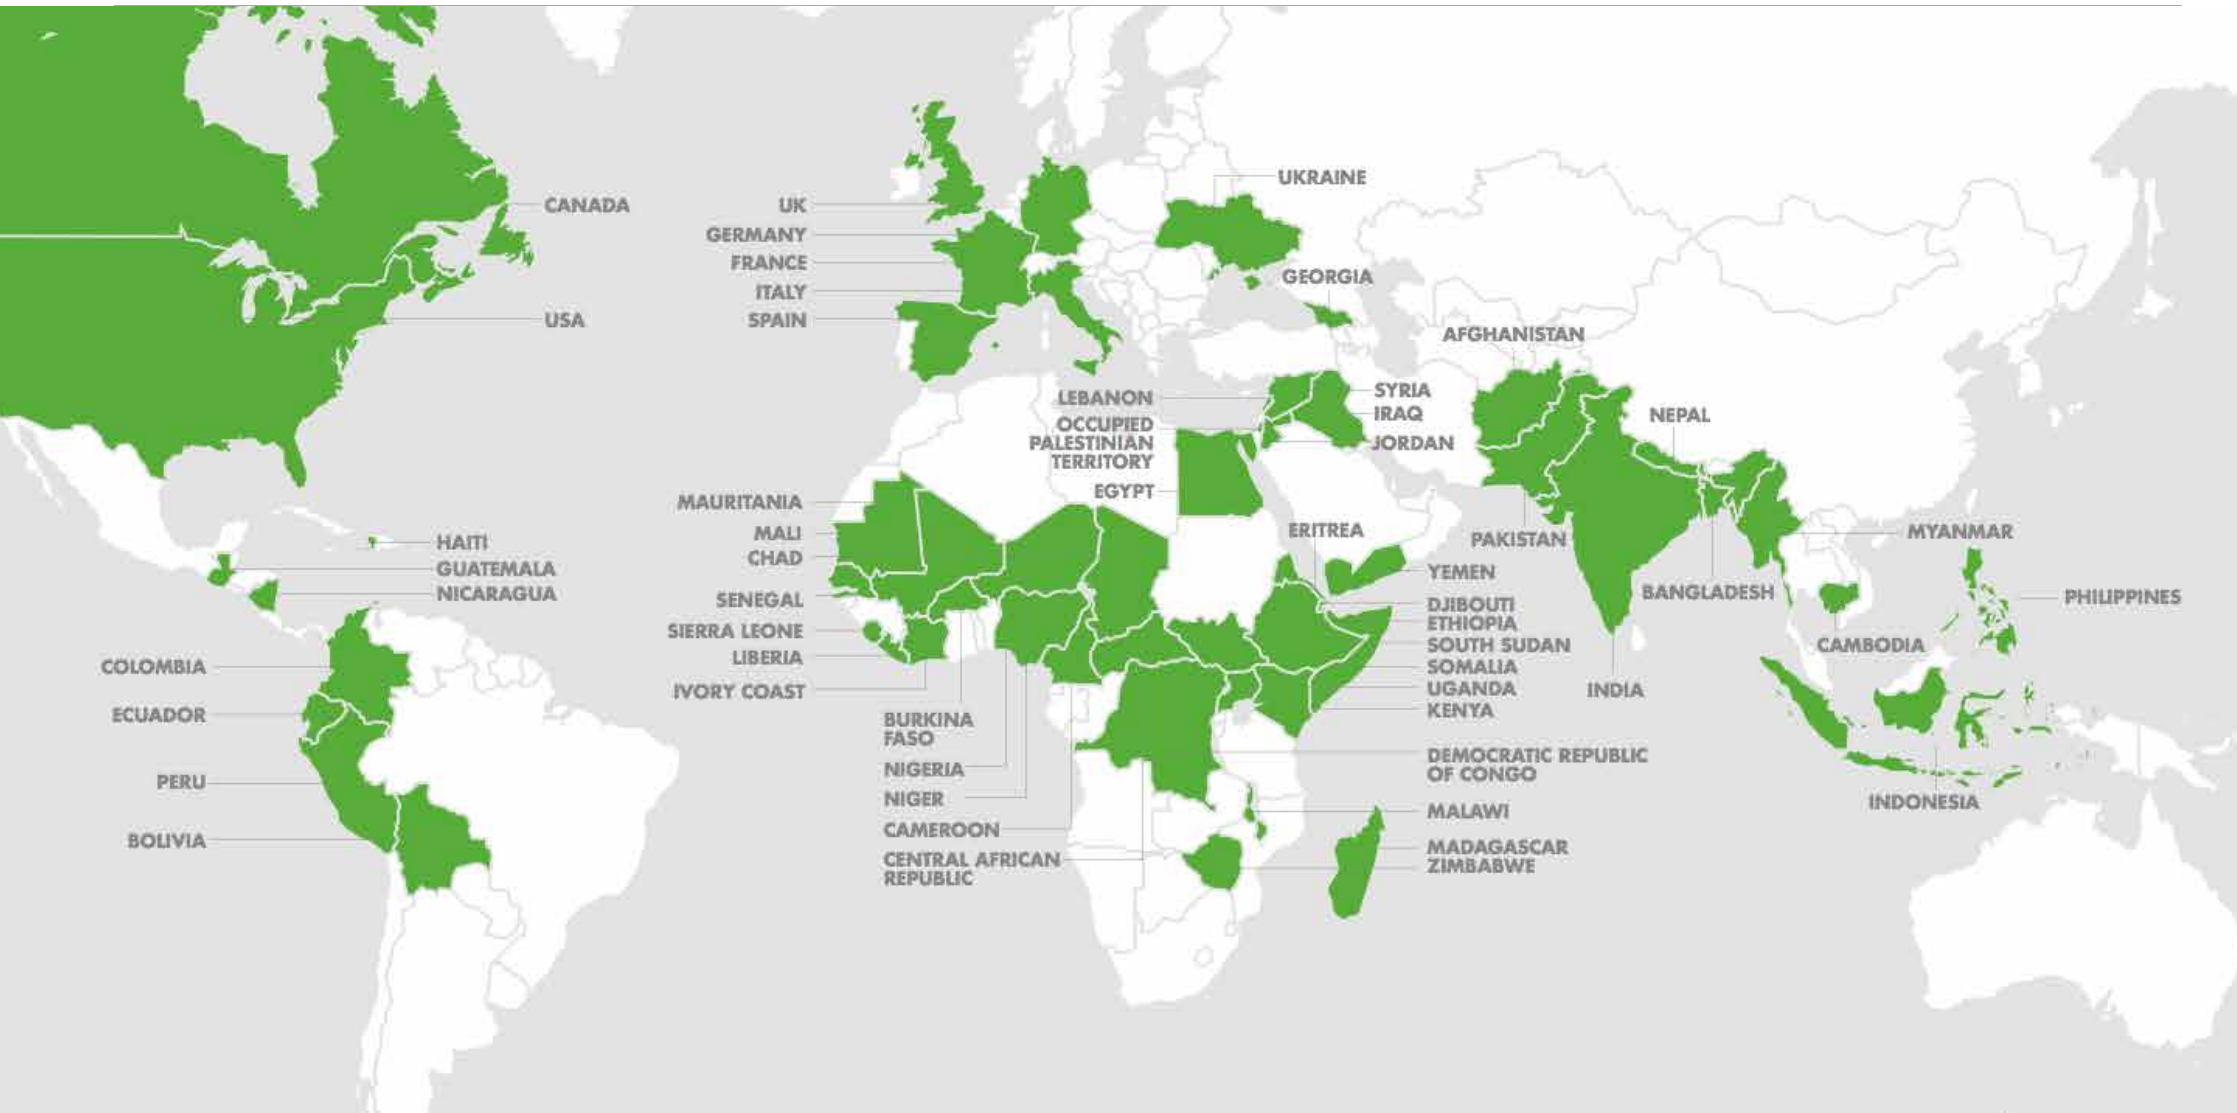 CANADA
USA
HAITI
GUATEMALA
NICARAGUA
COLOMBIA
ECUADOR
PERU
BOLIVIA
UK
GERMANY
FRANCE
ITALY
SPAIN
UKRAINE
GEORGIA
AFGHANISTAN
LEBANON
OCCUPIED
PALESTINIAN
TERRITORY
EGYPT
SYRIA
IRAQ
JORDAN
NEPAL
MAURITANIA
MALI
CHAD
SENEGAL
SIERRA LEONE
LIBERIA
IVORY COAST
BURKINA
FASO
NIGERIA
NIGER
CAMEROON
CENTRAL AFRICAN
REPUBLIC
ERITREA
YEMEN
DJIBOUTI
ETHIOPIA
SOUTH SUDAN
SOMALIA
UGANDA
KENYA
DEMOCRATIC REPUBLIC
OF CONGO
MALAWI
MADAGASCAR
ZIMBABWE
PAKISTAN
INDIA
BANGLADESH
MYANMAR
CAMBODIA
PHILIPPINES
INDONESIA